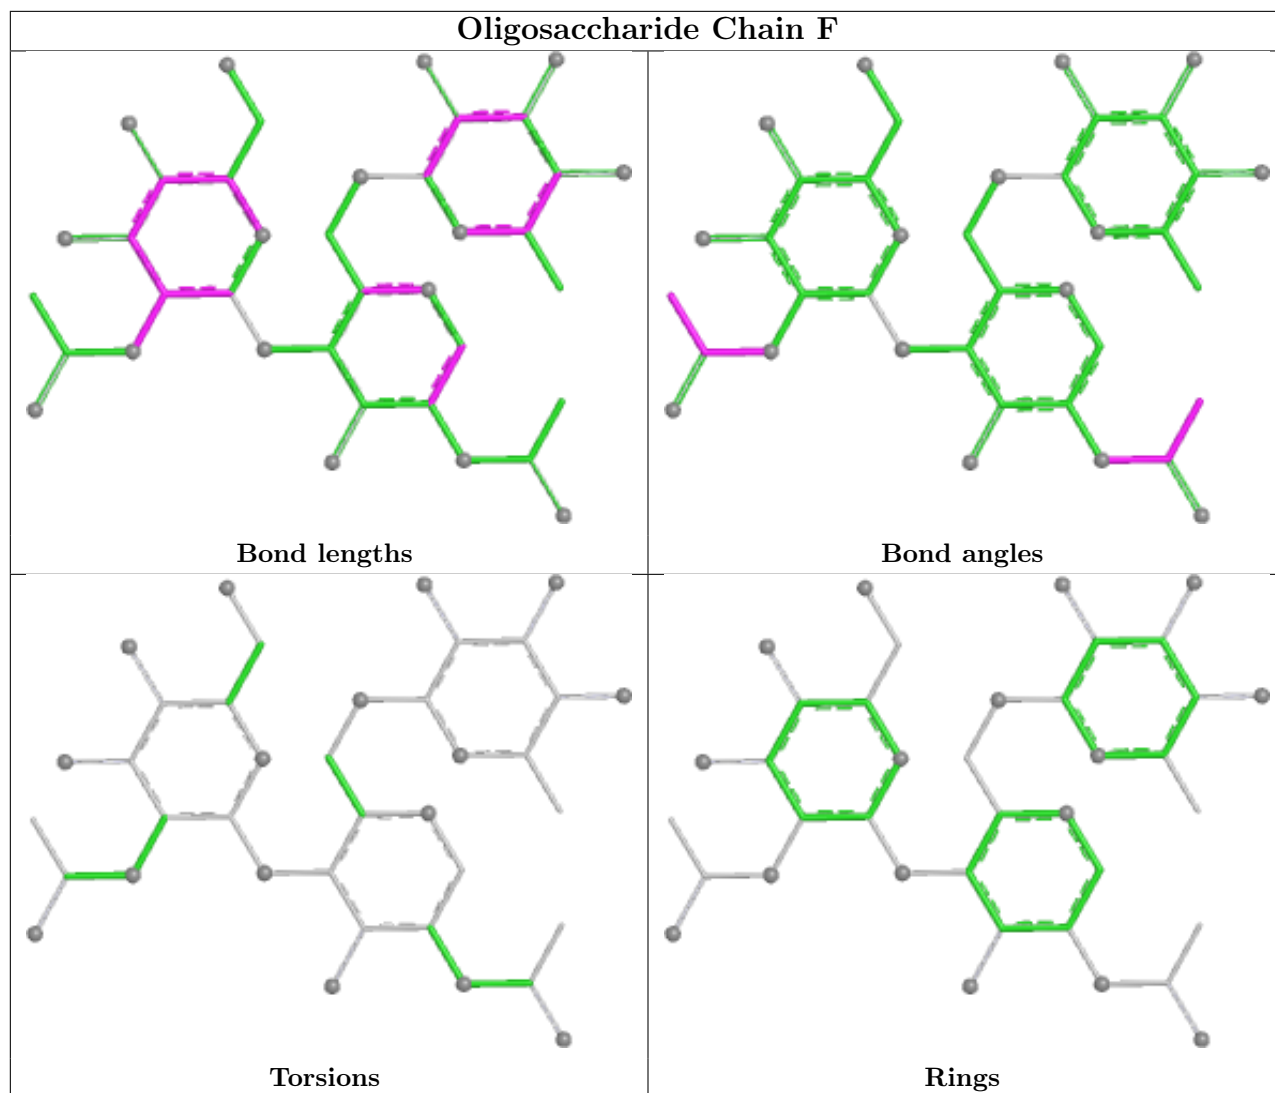 Oligosaccharide Chain F
Bond lengths
Bond angles
Torsions
Rings